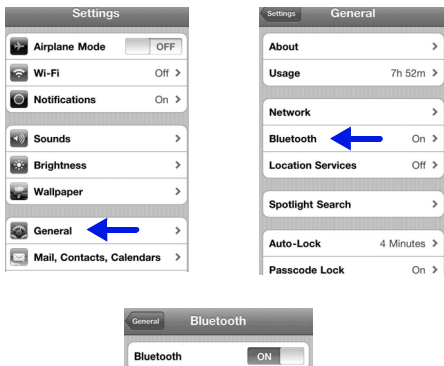 Settings
Airplane Mode OFF
Wi-Fi Off
Notifications On
Sounds
Brightness
Wallpaper
General
Mail, Contacts, Calendars
Settings General
About
Usage 7h 52m
Network
Bluetooth On
Location Services Off
Spotlight Search
Auto-Lock 4 Minutes
Passcode Lock On
General Bluetooth
Bluetooth ON